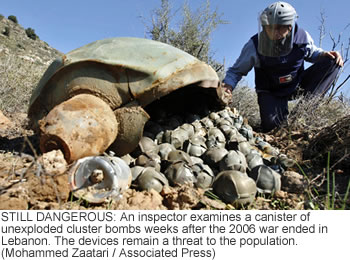 STILL DANGEROUS: An inspector examines a canister of
unexploded cluster bombs weeks after the 2006 war ended in
Lebanon. The devices remain a threat to the population.
(Mohammed Zaatari / Associated Press)